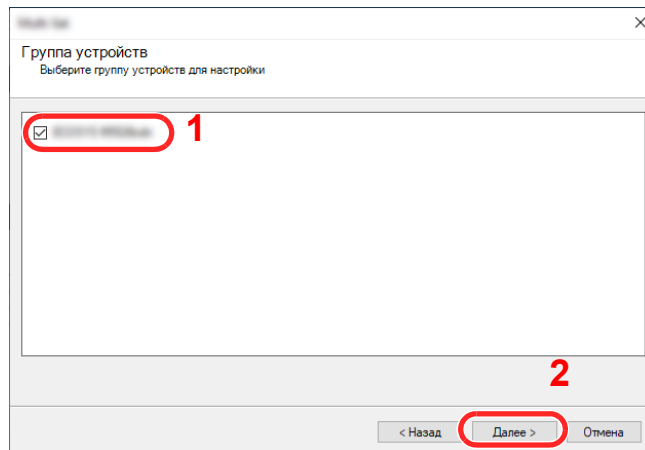 Группа устройств
Выберите группу устройств для настройки
1
2
< Назад
Далее >
Отмена